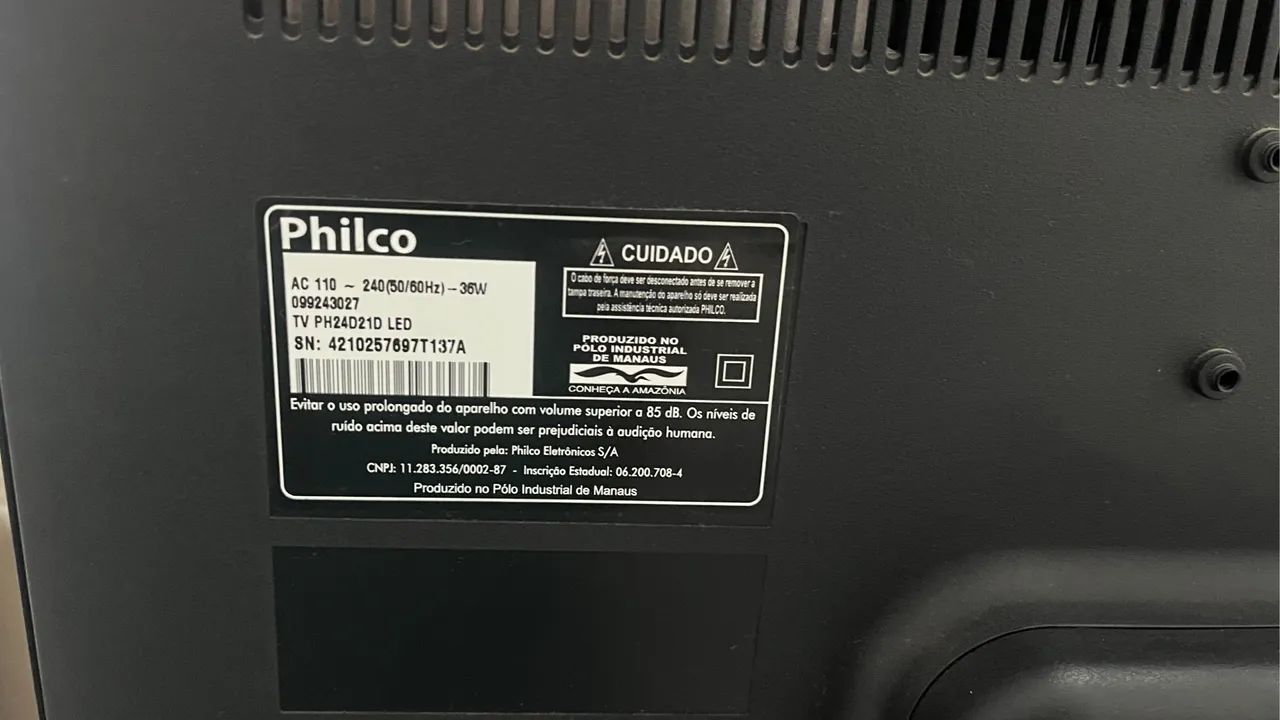 Philco
AC 110 ~ 240(50/60Hz) – 36W
099243027
TV PH24D21D LED
SN: 4210257697T137A
CUIDADO
O cabo de força deve ser desconectado antes de se remover a
tampa traseira. A manutenção do aparelho só deve ser realizada
pela assistência técnica autorizada PHILCO.
PRODUZIDO NO
PÓLO INDUSTRIAL
DE MANAUS
CONHEÇA A AMAZÔNIA
Evitar o uso prolongado do aparelho com volume superior a 85 dB. Os níveis de
ruído acima deste valor podem ser prejudiciais à audição humana.
Produzido pela: Philco Eletrônicos S/A
CNPJ: 11.283.356/0002-87 - Inscrição Estadual: 06.200.708-4
Produzido no Pólo Industrial de Manaus